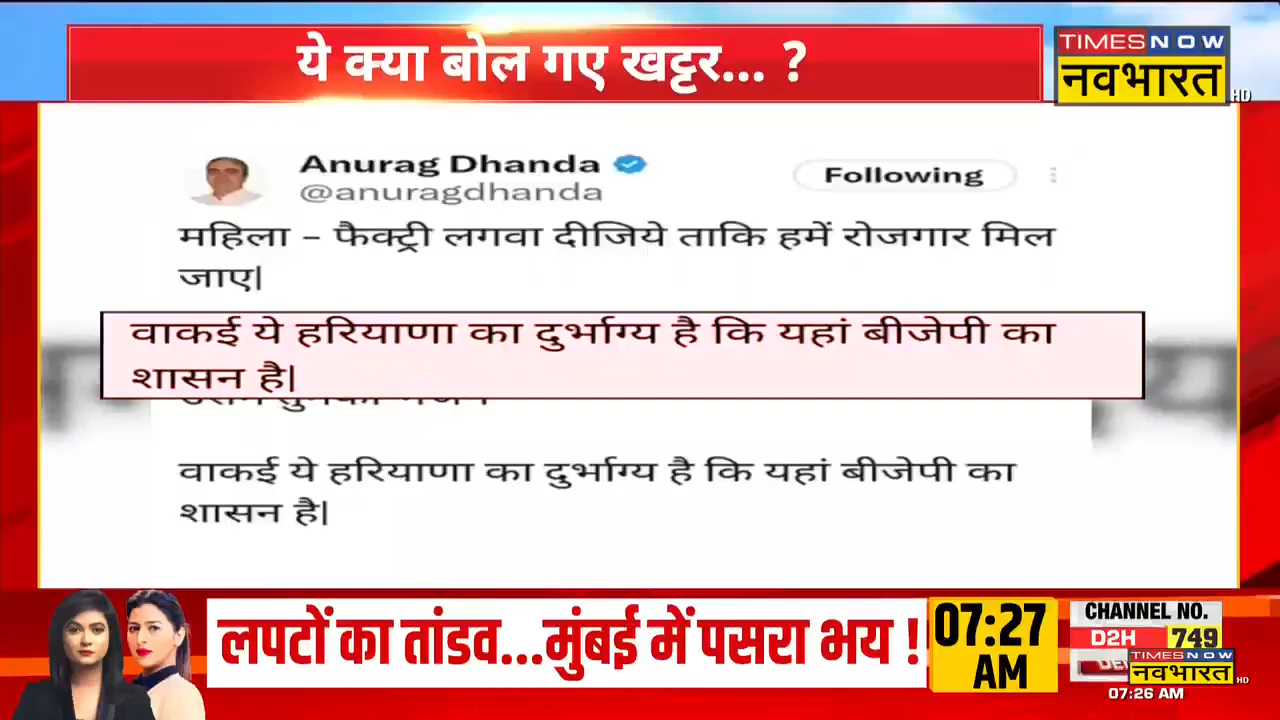 ये क्या बोल गए खट्टर... ?
TIMES NOW
नवभारत
HD
Anurag Dhanda
@anuragdhanda
Following
महिला – फैक्ट्री लगवा दीजिये ताकि हमें रोजगार मिल
जाए|
वाकई ये हरियाणा का दुर्भाग्य है कि यहां बीजेपी का
शासन है|
वाकई ये हरियाणा का दुर्भाग्य है कि यहां बीजेपी का
शासन है|
लपटों का तांडव...मुंबई में पसरा भय !
07:27
AM
CHANNEL NO.
D2H 749
TIMES NOW
नवभारत
HD
07:26 AM